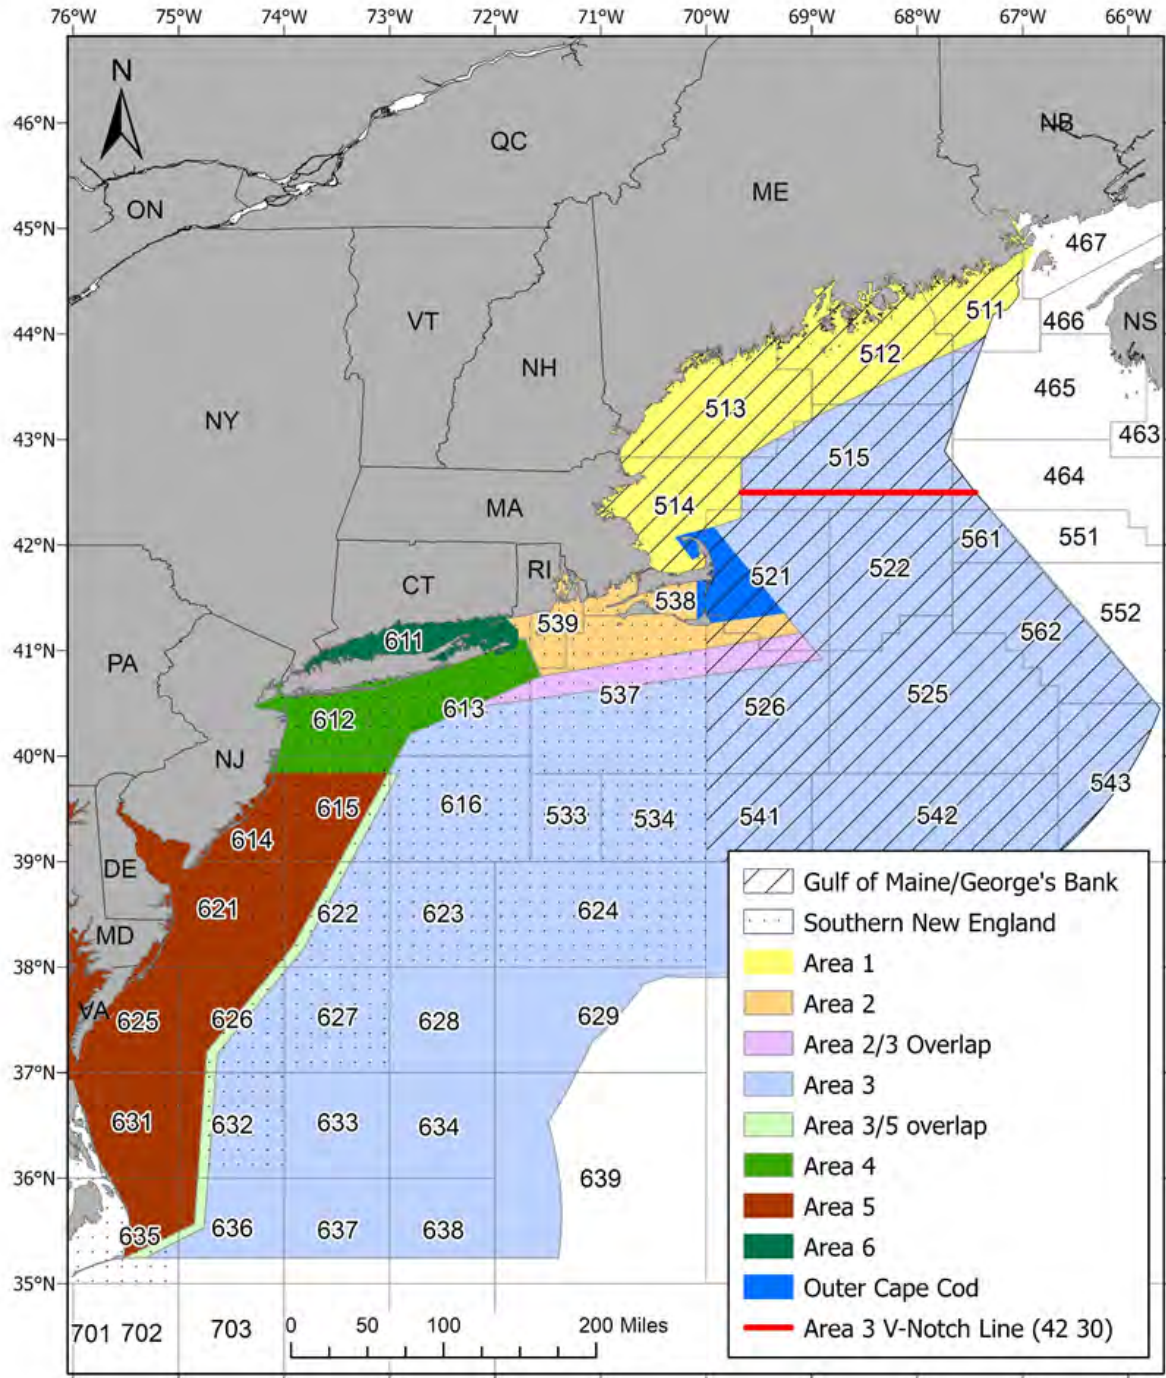 76°W 75°W 74°W 73°W 72°W 71°W 70°W 69°W 68°W 67°W 66°W
N
46°N
QC
NB
ME
ON
45°N
467
511
44°N
VT
466
NS
512
NH
465
NY
513
43°N
463
515
464
MA
514
42°N
561
551
RI
522
CT
521
538
552
611
539
562
41°N
PA
537
525
613
526
612
40°N
NJ
543
615
616
533
534
541
542
614
39°N
DE
621
622
623
624
MD
38°N
VA
625
626
627
628
629
37°N
631
632
633
634
36°N
639
635
636
637
638
35°N
701 702
703
0 50 100 200 Miles
Gulf of Maine/George's Bank
Southern New England
Area 1
Area 2
Area 2/3 Overlap
Area 3
Area 3/5 overlap
Area 4
Area 5
Area 6
Outer Cape Cod
Area 3 V-Notch Line (42 30)